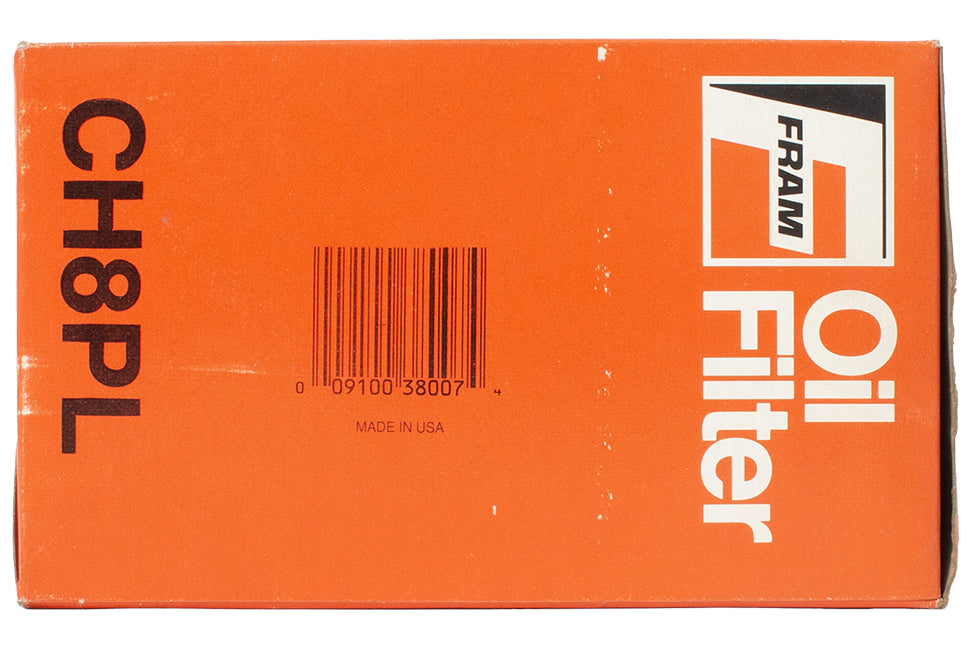 FRAM
Oil
Filter
0 09100 38007 4
MADE IN USA
CH8PL